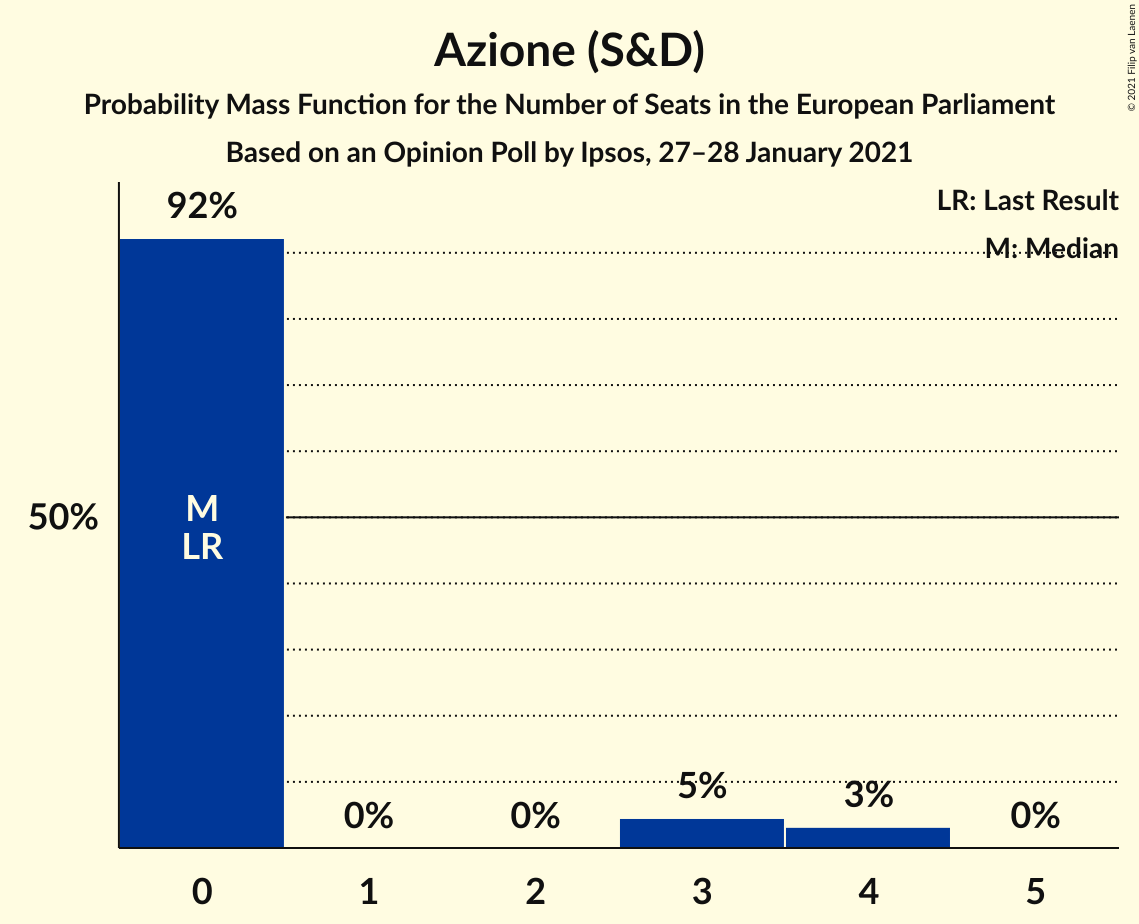 Azione (S&D)
Probability Mass Function for the Number of Seats in the European Parliament
Based on an Opinion Poll by Ipsos, 27–28 January 2021
© 2021 Filip van Laenen
LR: Last Result
M: Median
92%
50%
M
LR
0%
0%
5%
3%
0%
0
1
2
3
4
5